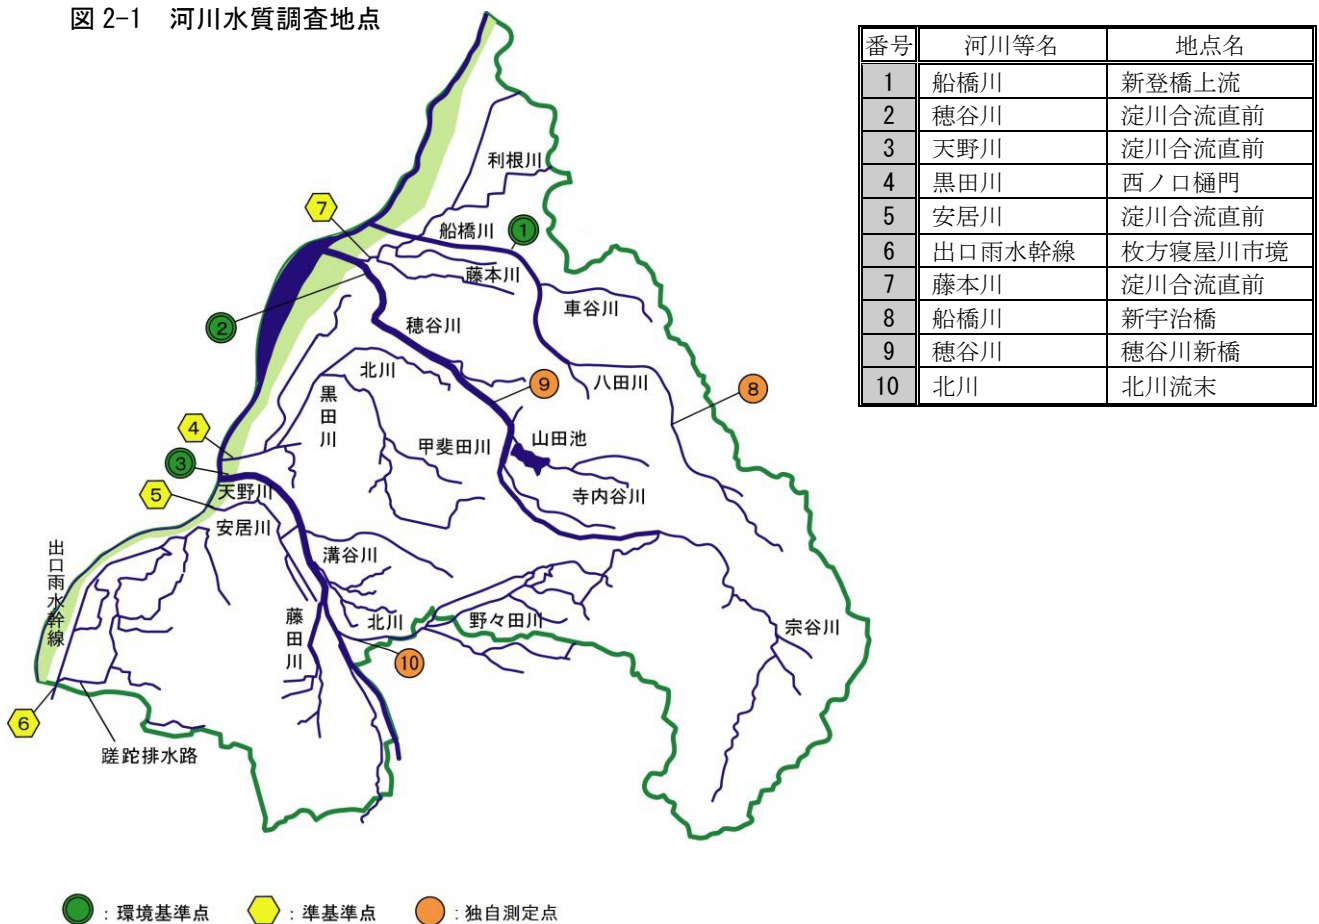 図 2-1 河川水質調査地点
番号 河川等名 地点名
1 船橋川 新登橋上流
2 穂谷川 淀川合流直前
3 天野川 淀川合流直前
4 黒田川 西ノ口樋門
5 安居川 淀川合流直前
6 出口雨水幹線 枚方寝屋川市境
7 藤本川 淀川合流直前
8 船橋川 新宇治橋
9 穂谷川 穂谷川新橋
10 北川 北川流末
利根川
7
船橋川
1
藤本川
車谷川
2
穂谷川
北川
9
八田川
8
黒田川
4
甲斐田川
山田池
3
天野川
5
寺内谷川
安居川
出口雨水幹線
溝谷川
藤田川
北川
野々田川
宗谷川
10
6
蹉跎排水路
：環境基準点 ：準基準点 ：独自測定点